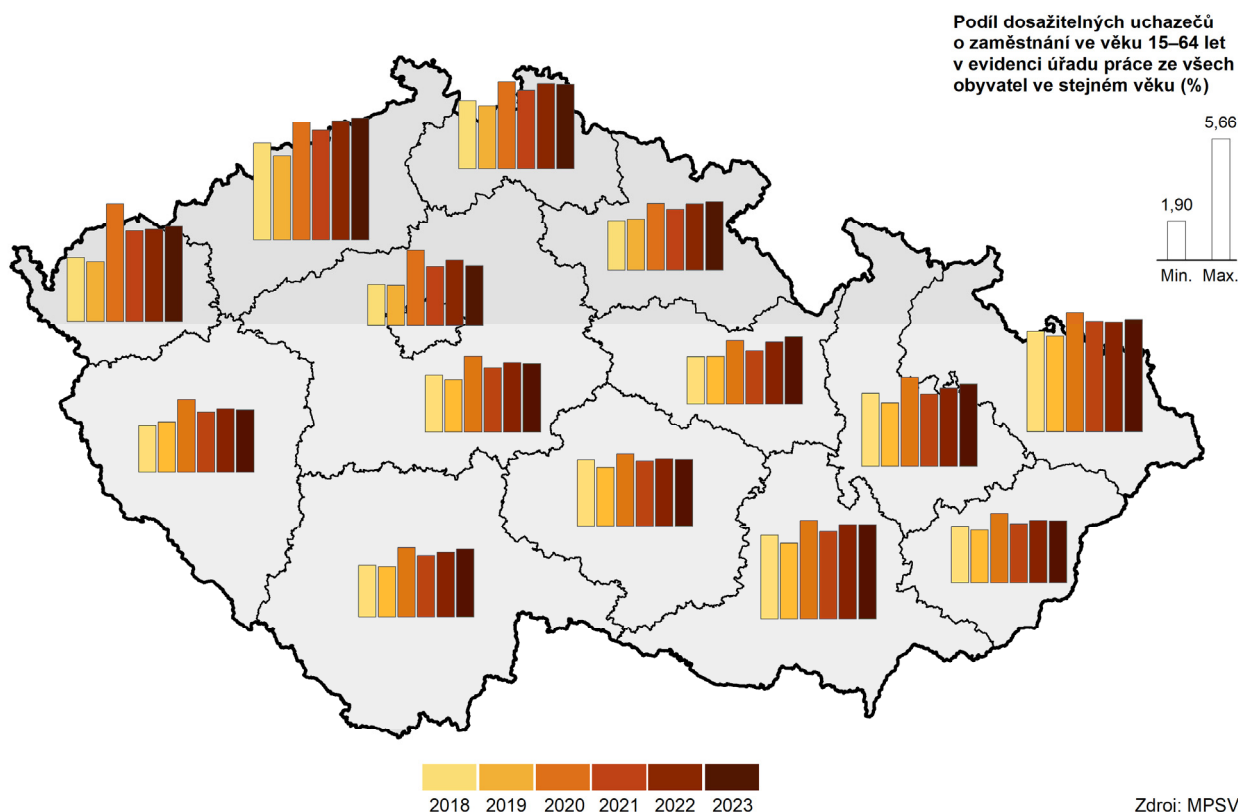 Podíl dosažitelných uchazečů
o zaměstnání ve věku 15–64 let
v evidenci úřadu práce ze všech
obyvatel ve stejném věku (%)
5,66
1,90
Min. Max.
2018 2019 2020 2021 2022 2023
Zdroj: MPSV